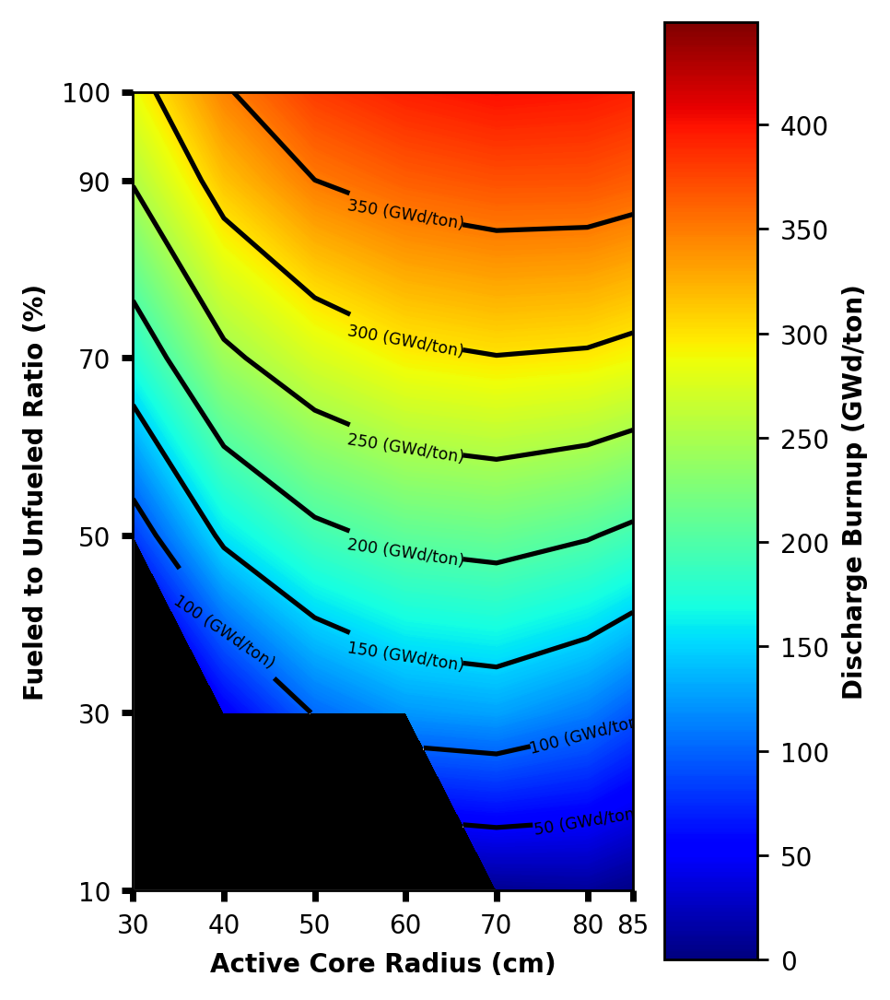 100
90
70
50
30
10
30
40
50
60
70
80
85
Fueled to Unfueled Ratio (%)
Active Core Radius (cm)
350 (GWd/ton)
300 (GWd/ton)
250 (GWd/ton)
200 (GWd/ton)
150 (GWd/ton)
100 (GWd/ton)
100 (GWd/ton
50 (GWd/ton
400
350
300
250
200
150
100
50
0
Discharge Burnup (GWd/ton)